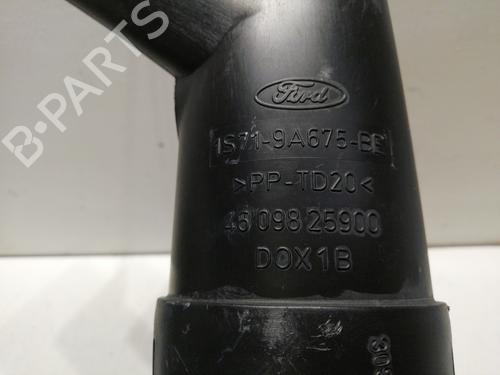 B-PARTS
Ford
1S71-9A675-BE
>PP-TD20<
46 098 25900
DOX1B